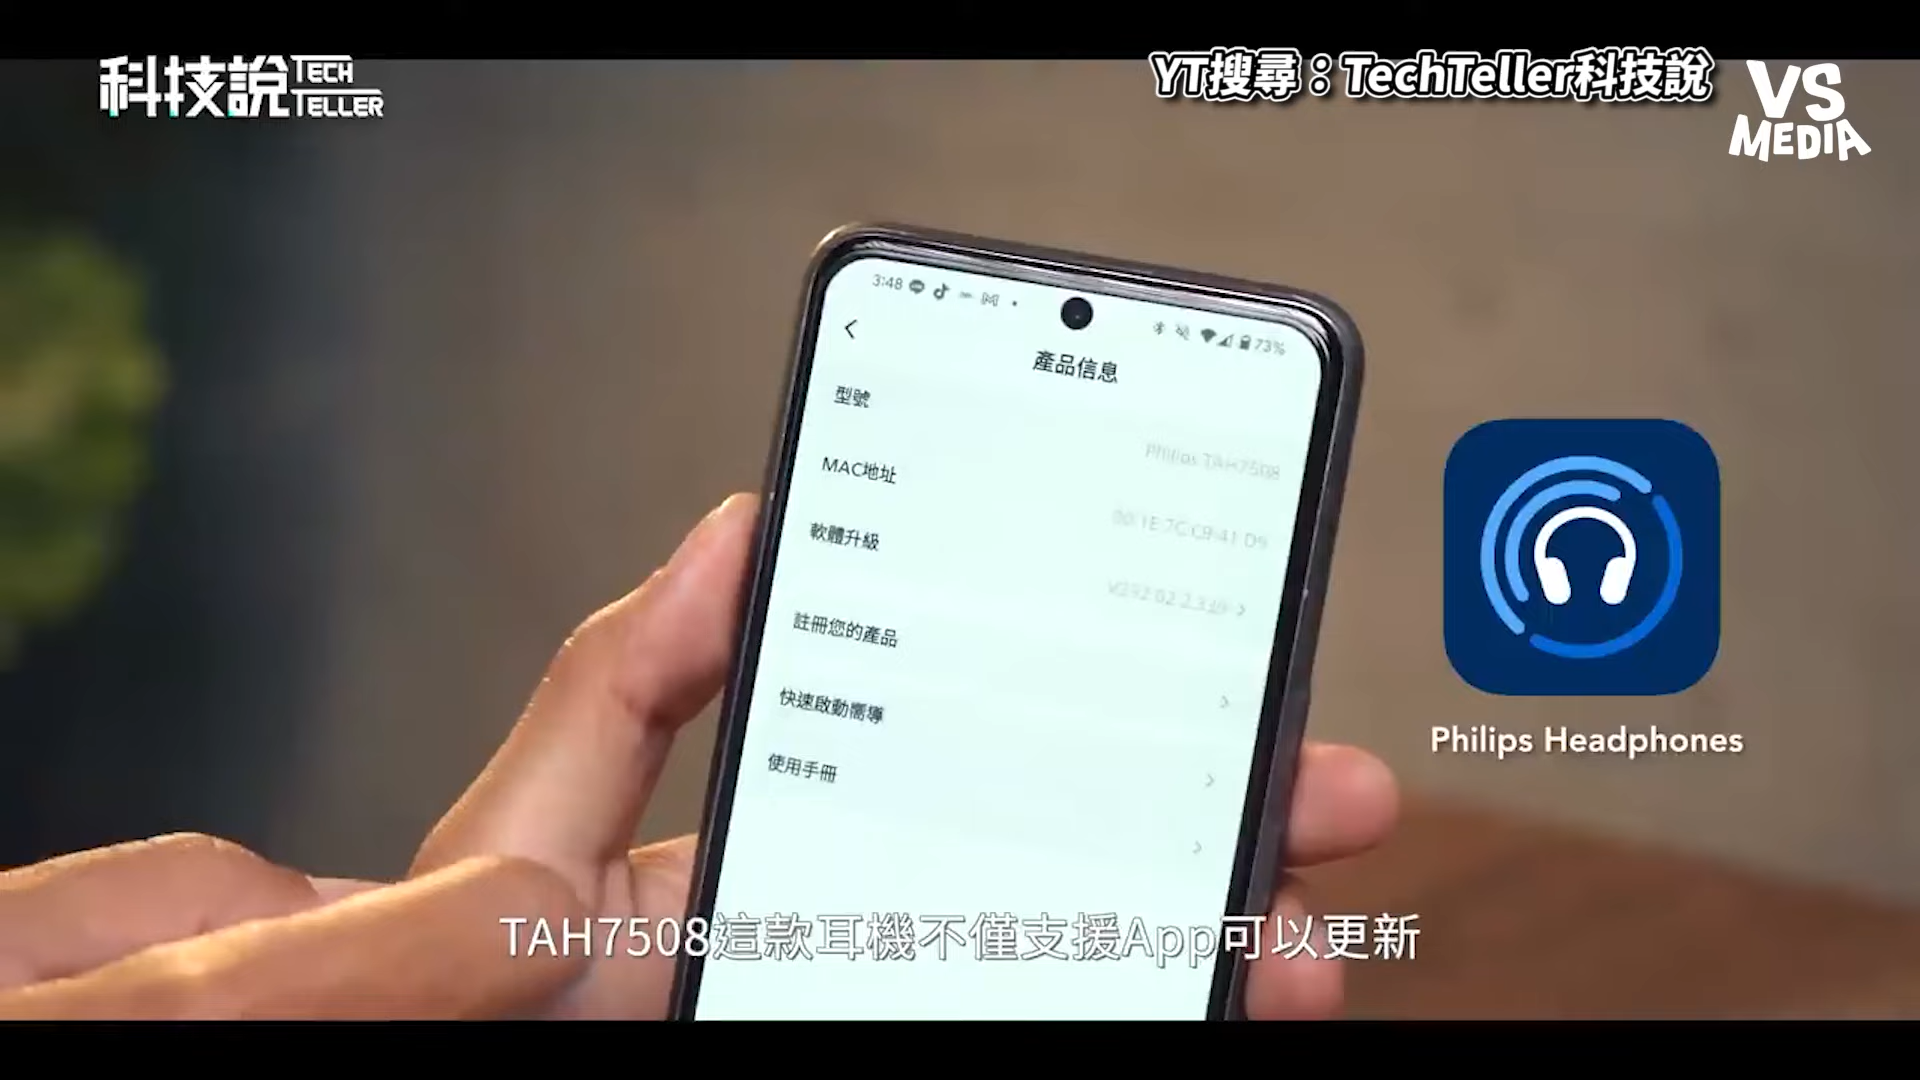 科技說 TECH TELLER
YT搜尋：TechTeller科技說
VS MEDIA
3:48
73%
產品信息
型號
Philips TAH7508
MAC地址
軟體升級
註冊您的產品
快速啟動嚮導
使用手冊
Philips Headphones
TAH7508這款耳機不僅支援App可以更新